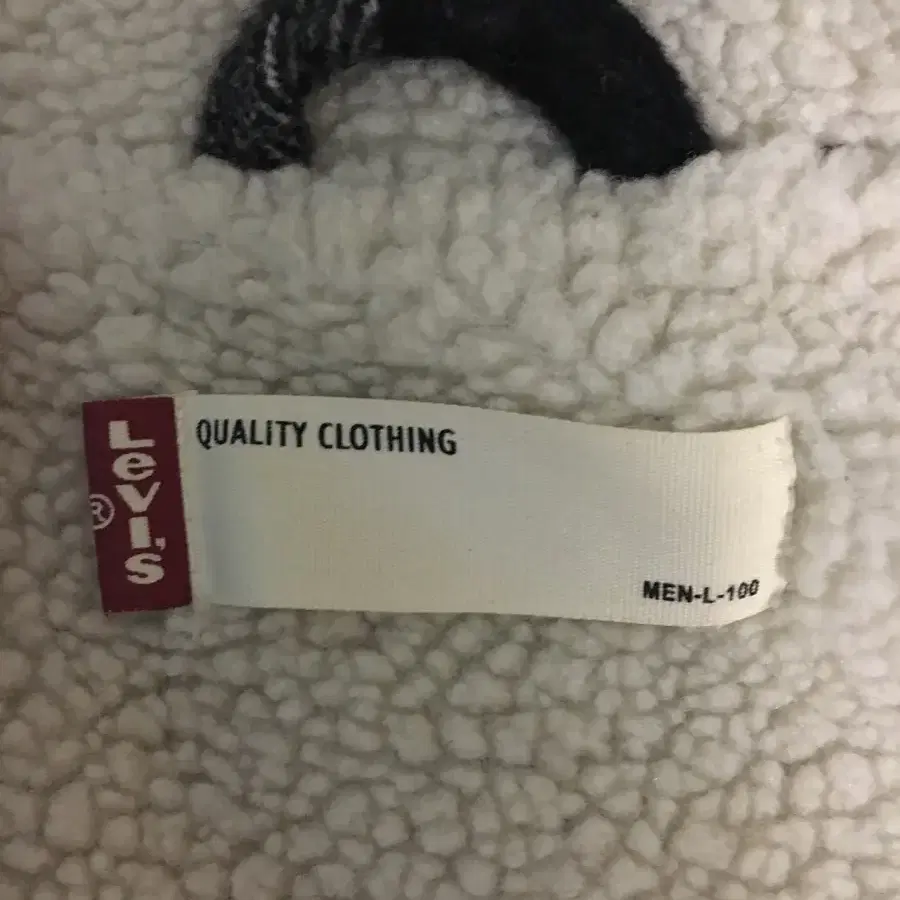 Levi's
®
QUALITY CLOTHING
MEN-L-100